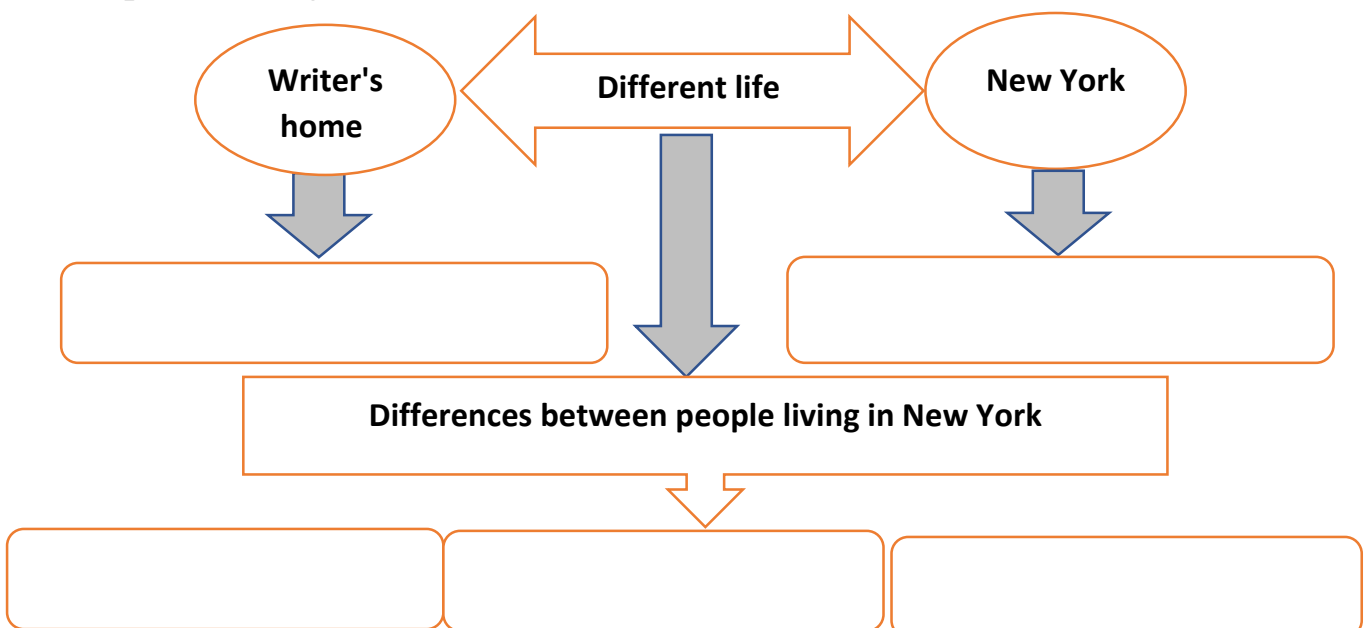 Writer's
home
Different life
New York
Differences between people living in New York